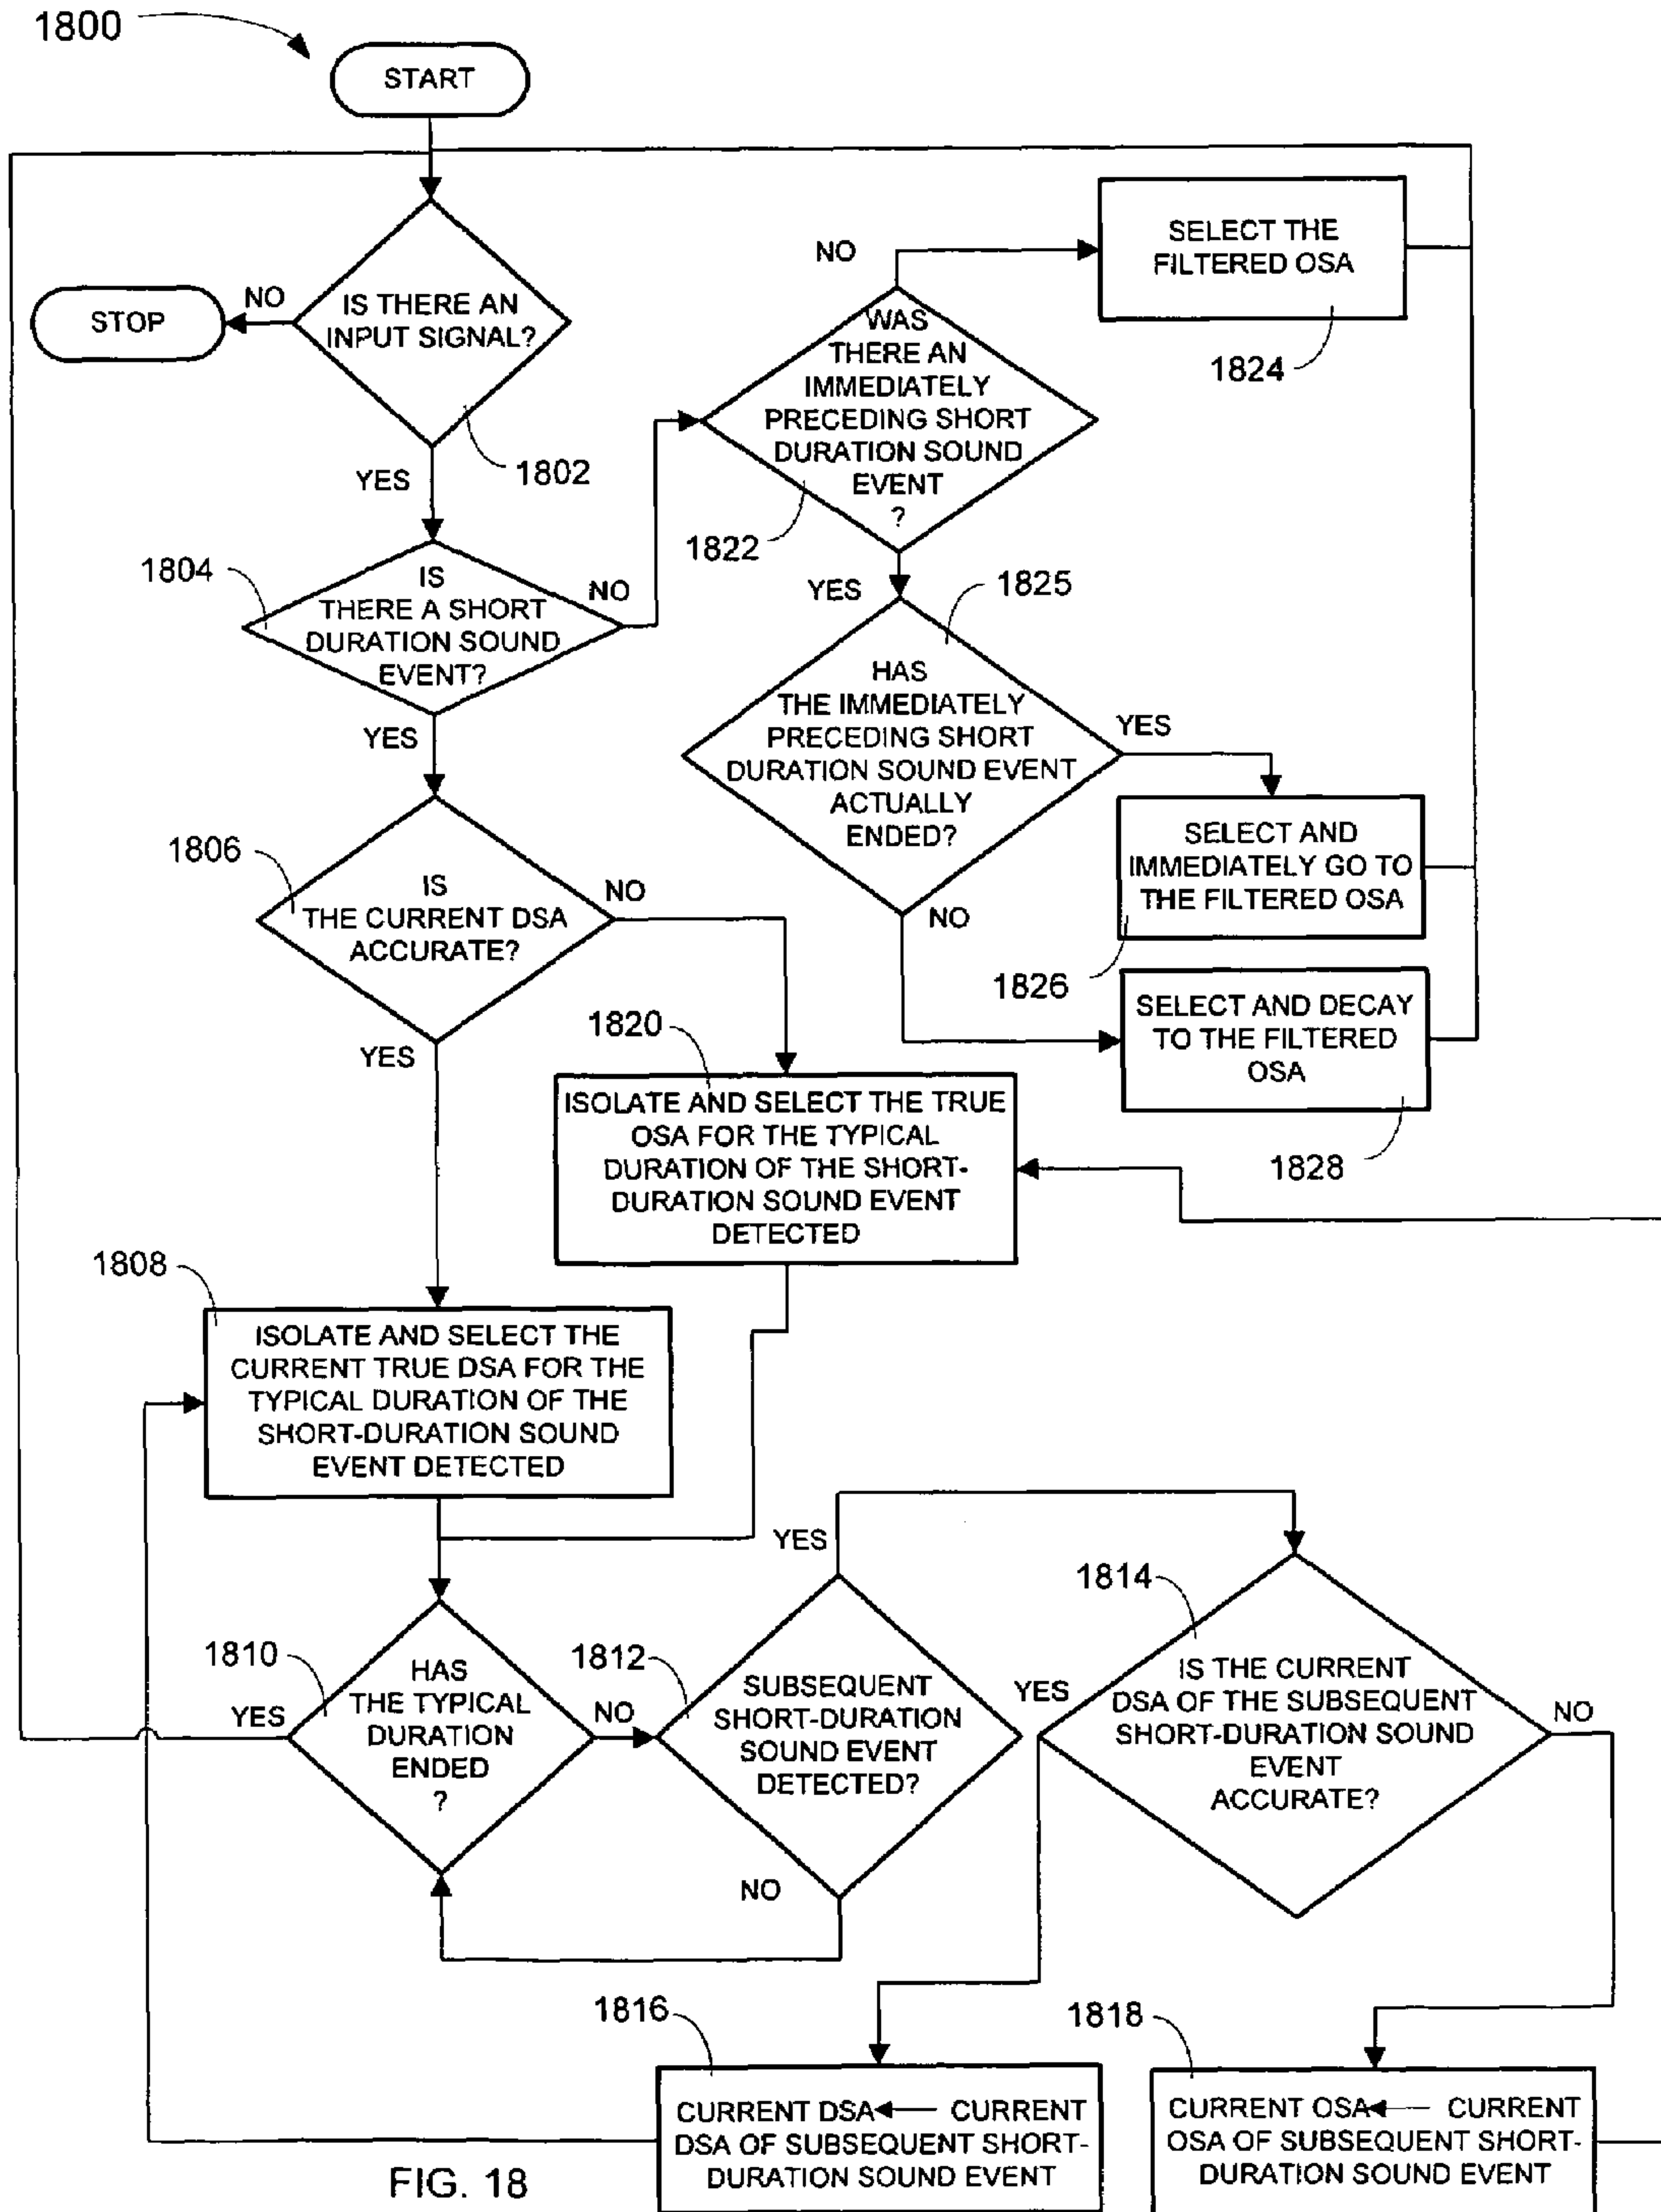 1800
START
IS THERE AN
INPUT SIGNAL?
NO
STOP
1802
YES
1804
IS
THERE A SHORT
DURATION SOUND
EVENT?
NO
YES
1806
IS
THE CURRENT DSA
ACCURATE?
NO
YES
WAS
THERE AN
IMMEDIATELY
PRECEDING SHORT
DURATION SOUND
EVENT
?
NO
1822
YES
SELECT THE
FILTERED OSA
1824
1825
HAS
THE IMMEDIATELY
PRECEDING SHORT
DURATION SOUND EVENT
ACTUALLY
ENDED?
YES
NO
SELECT AND
IMMEDIATELY GO TO
THE FILTERED OSA
1826
SELECT AND DECAY
TO THE FILTERED
OSA
1828
1820
ISOLATE AND SELECT THE TRUE
OSA FOR THE TYPICAL
DURATION OF THE SHORT-
DURATION SOUND EVENT
DETECTED
1808
ISOLATE AND SELECT THE
CURRENT TRUE DSA FOR THE
TYPICAL DURATION OF THE
SHORT-DURATION SOUND
EVENT DETECTED
1810
HAS
THE TYPICAL
DURATION
ENDED
?
YES
NO
1812
SUBSEQUENT
SHORT-DURATION
SOUND EVENT
DETECTED?
YES
NO
1814
IS THE CURRENT
DSA OF THE SUBSEQUENT
SHORT-DURATION SOUND
EVENT
ACCURATE?
YES
NO
1816
CURRENT DSA ← CURRENT
DSA OF SUBSEQUENT SHORT-
DURATION SOUND EVENT
1818
CURRENT OSA ← CURRENT
OSA OF SUBSEQUENT SHORT-
DURATION SOUND EVENT
FIG. 18